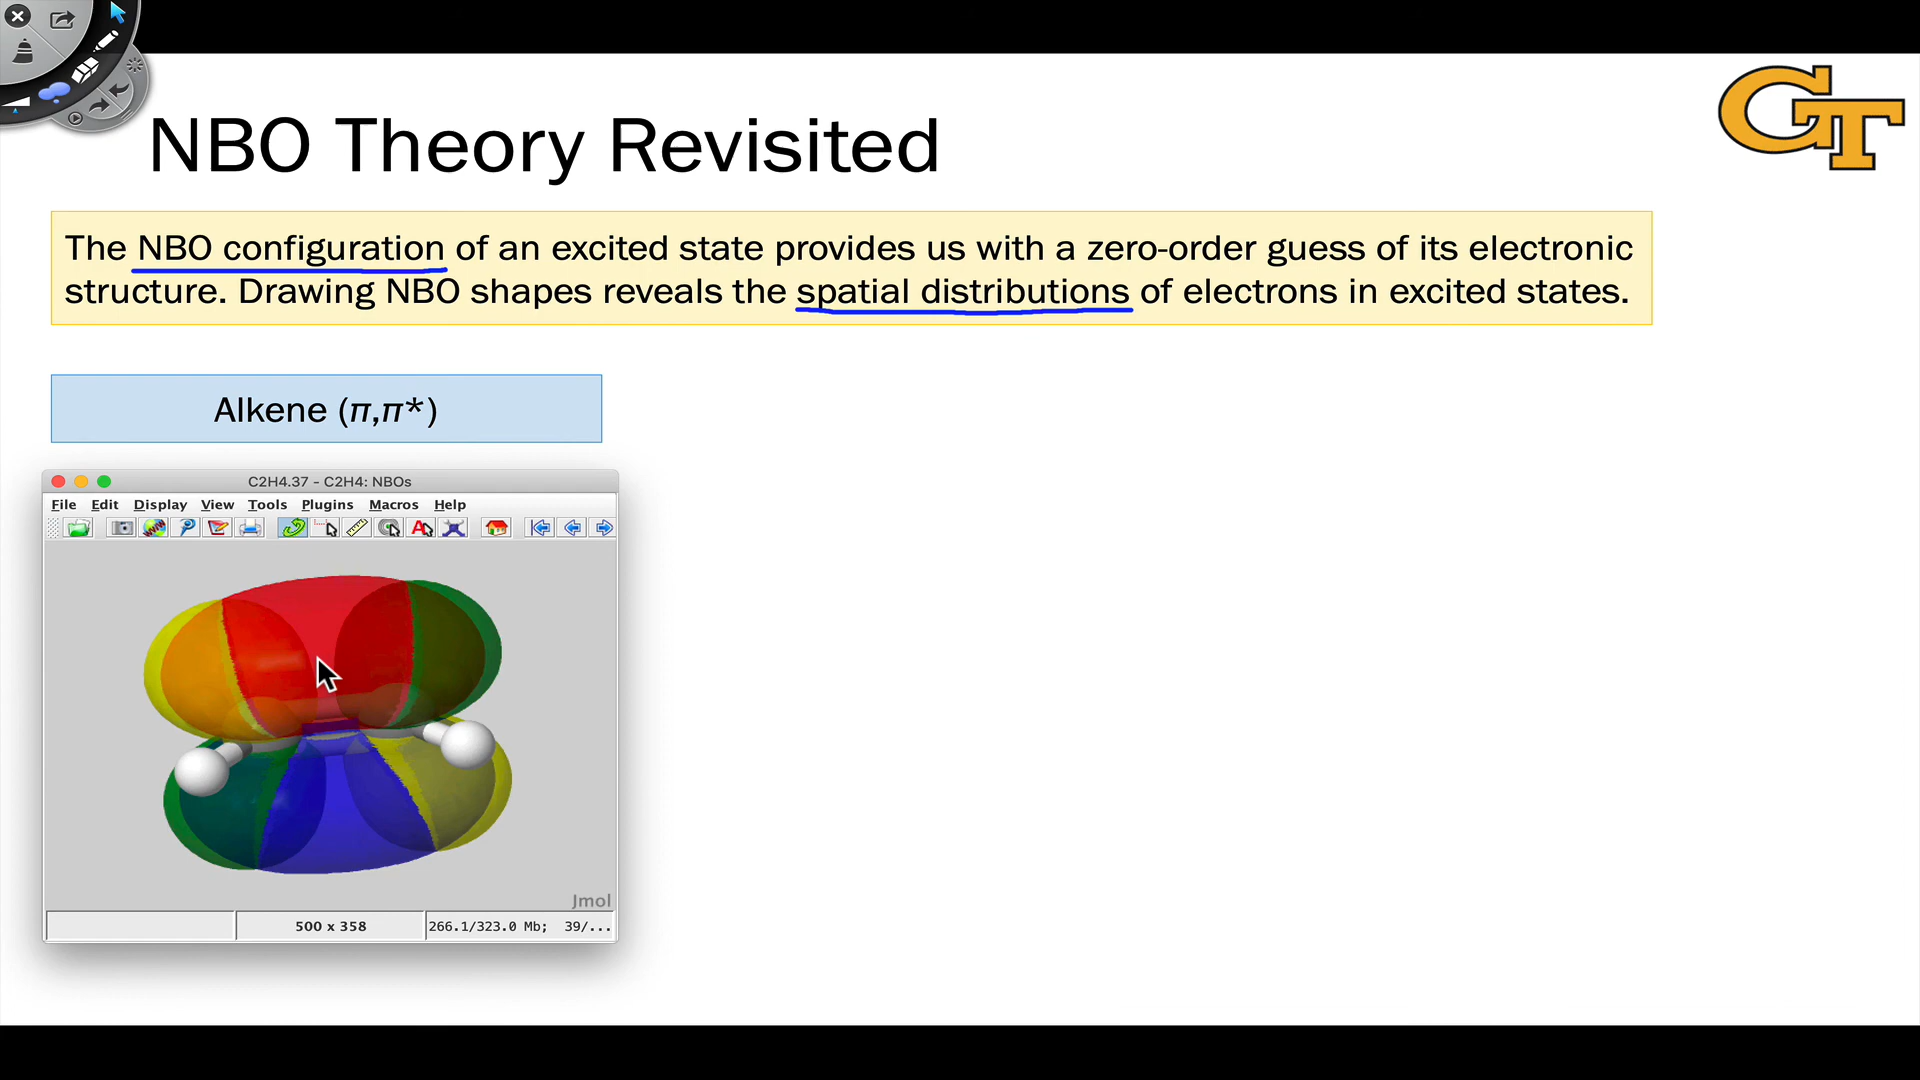 NBO Theory Revisited
GT
The NBO configuration of an excited state provides us with a zero-order guess of its electronic
structure. Drawing NBO shapes reveals the spatial distributions of electrons in excited states.
Alkene (π,π*)
C2H4.37 - C2H4: NBOs
File Edit Display View Tools Plugins Macros Help
Jmol
500 x 358
266.1/323.0 Mb; 39/...